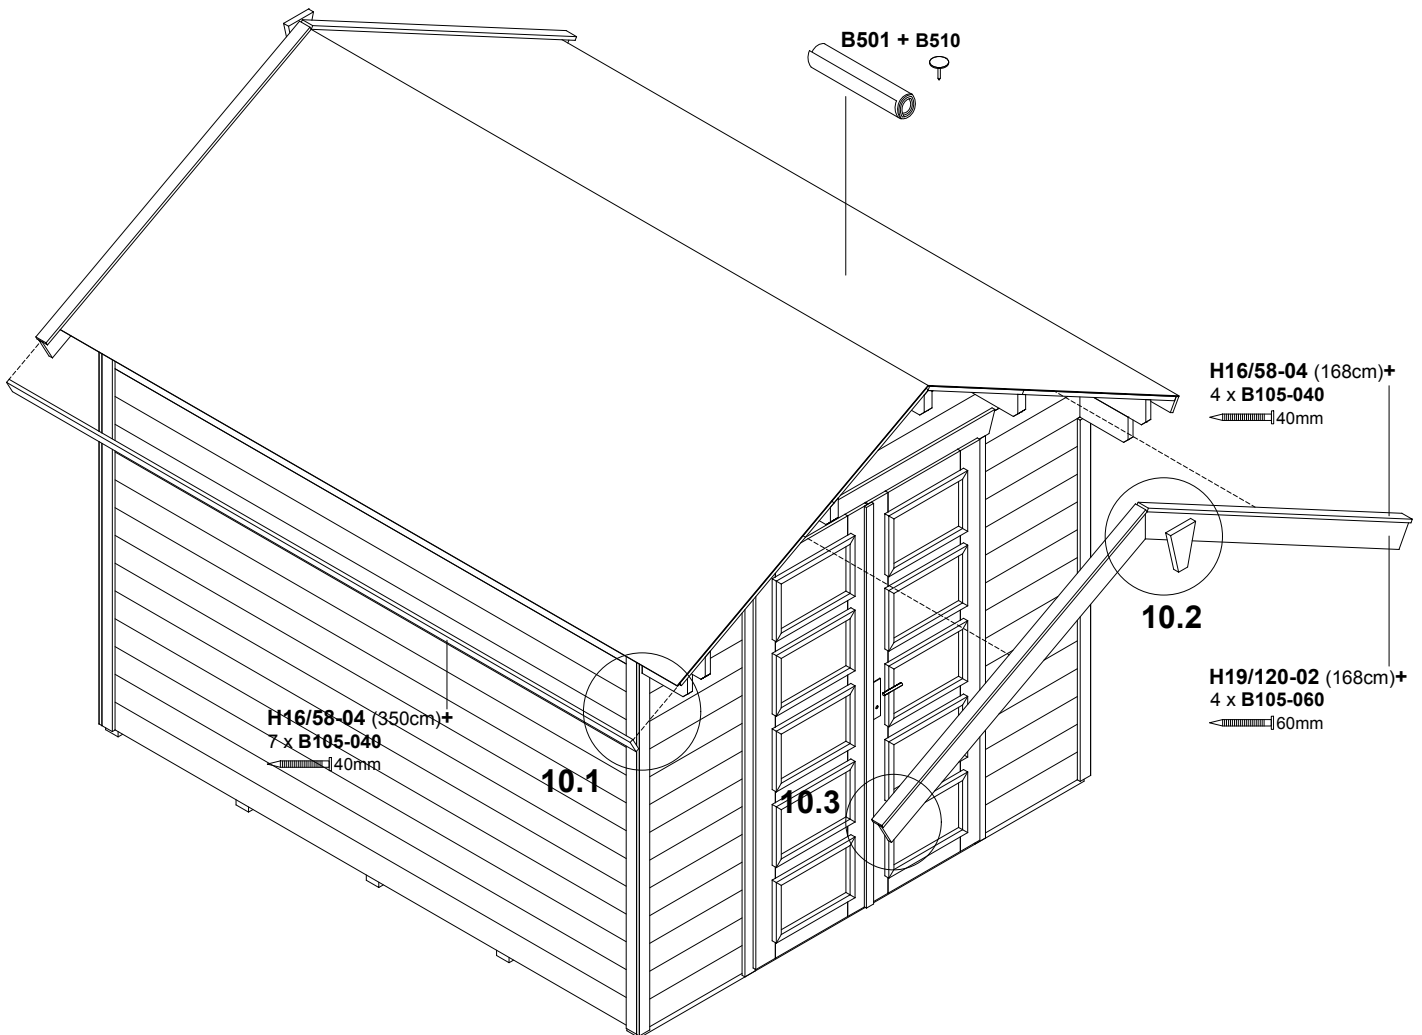 B501 + B510
H16/58-04 (168cm)+
4 x B105-040
40mm
10.2
H19/120-02 (168cm)+
4 x B105-060
60mm
H16/58-04 (350cm)+
7 x B105-040
40mm
10.1
10.3